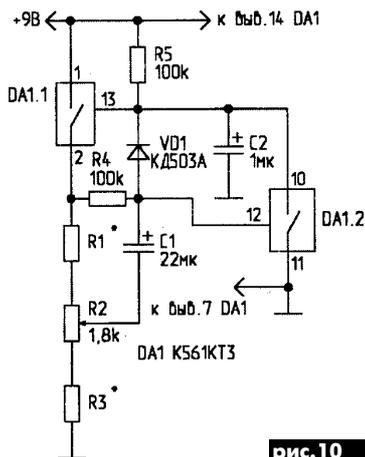 +9В
к выв.14 DA1
R5
100k
1
DA1.1
13
VD1
КД503А
C2
1мк
2
R4
100k
10
12
DA1.2
R1*
+
C1
22мк
11
+
R2
1,8k
к выв.7 DA1
DA1 К561КТ3
R3*
рис.10